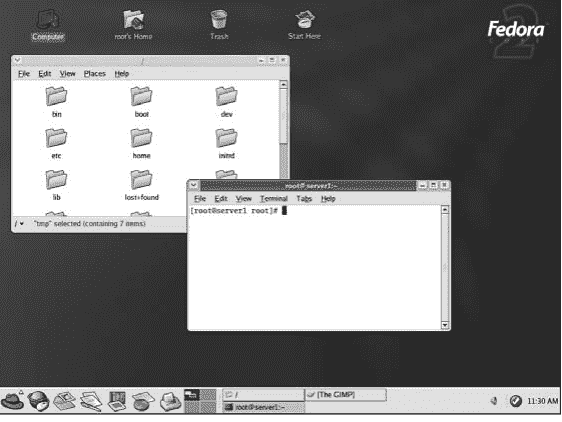 Computer
root's Home
Trash
Start Here
Fedora
2
/
File Edit View Places Help
bin boot dev
etc home initrd
lib lost+found
/ "tmp" selected (containing 7 items)
root@server1:~
File Edit View Terminal Tabs Help
[root@server1 root]#
/
[The GIMP]
root@server1:~
11:30 AM